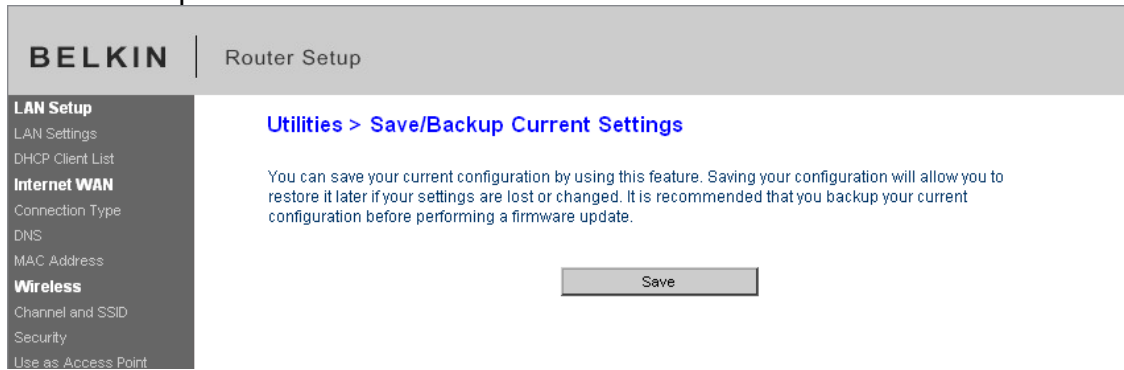 BELKIN
Router Setup
LAN Setup
LAN Settings
DHCP Client List
Internet WAN
Connection Type
DNS
MAC Address
Wireless
Channel and SSID
Security
Use as Access Point
Utilities > Save/Backup Current Settings
You can save your current configuration by using this feature. Saving your configuration will allow you to
restore it later if your settings are lost or changed. It is recommended that you backup your current
configuration before performing a firmware update.
Save